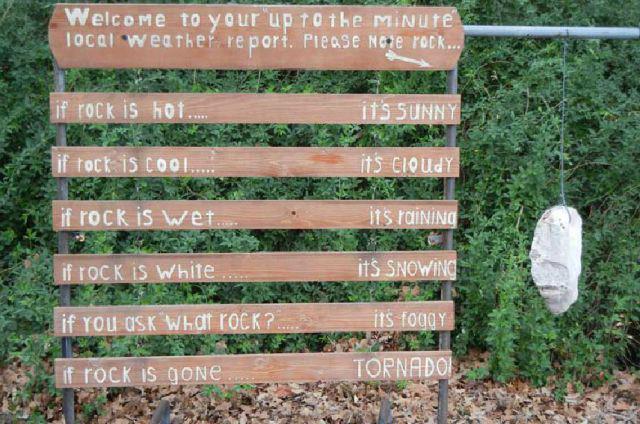 Welcome to your "up to the minute
local weather report. Please Note rock...
if rock is hot..... it's SUNNY
if rock is cool..... it's cloudy
if rock is wet..... it's raining
if rock is white ..... it's snowing
if you ask "what rock?"..... it's foggy
if rock is gone ..... TORNADO!